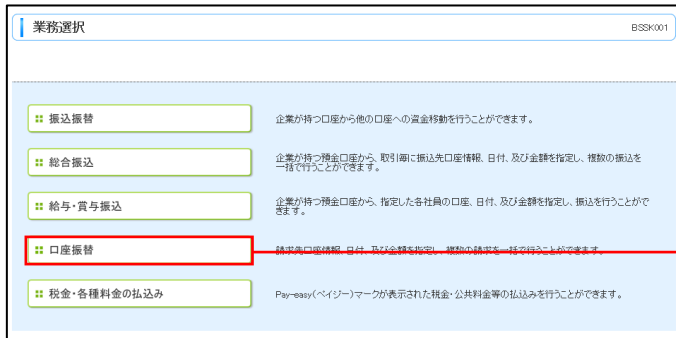 業務選択
BSSK001
振込振替
企業が持つ口座から他の口座への資金移動を行うことができます。
総合振込
企業が持つ預金口座から、取引毎に振込先口座情報、日付、及び金額を指定し、複数の振込を
一括で行うことができます。
給与・賞与振込
企業が持つ預金口座から、指定した各社員の口座、日付、及び金額を指定し、振込を行うことがで
きます。
口座振替
請求先口座情報、日付、及び金額を指定し、複数の請求を一括で行うことができます。
税金・各種料金の払込み
Pay-easy(ペイジー)マークが表示された税金・公共料金等の払込みを行うことができます。